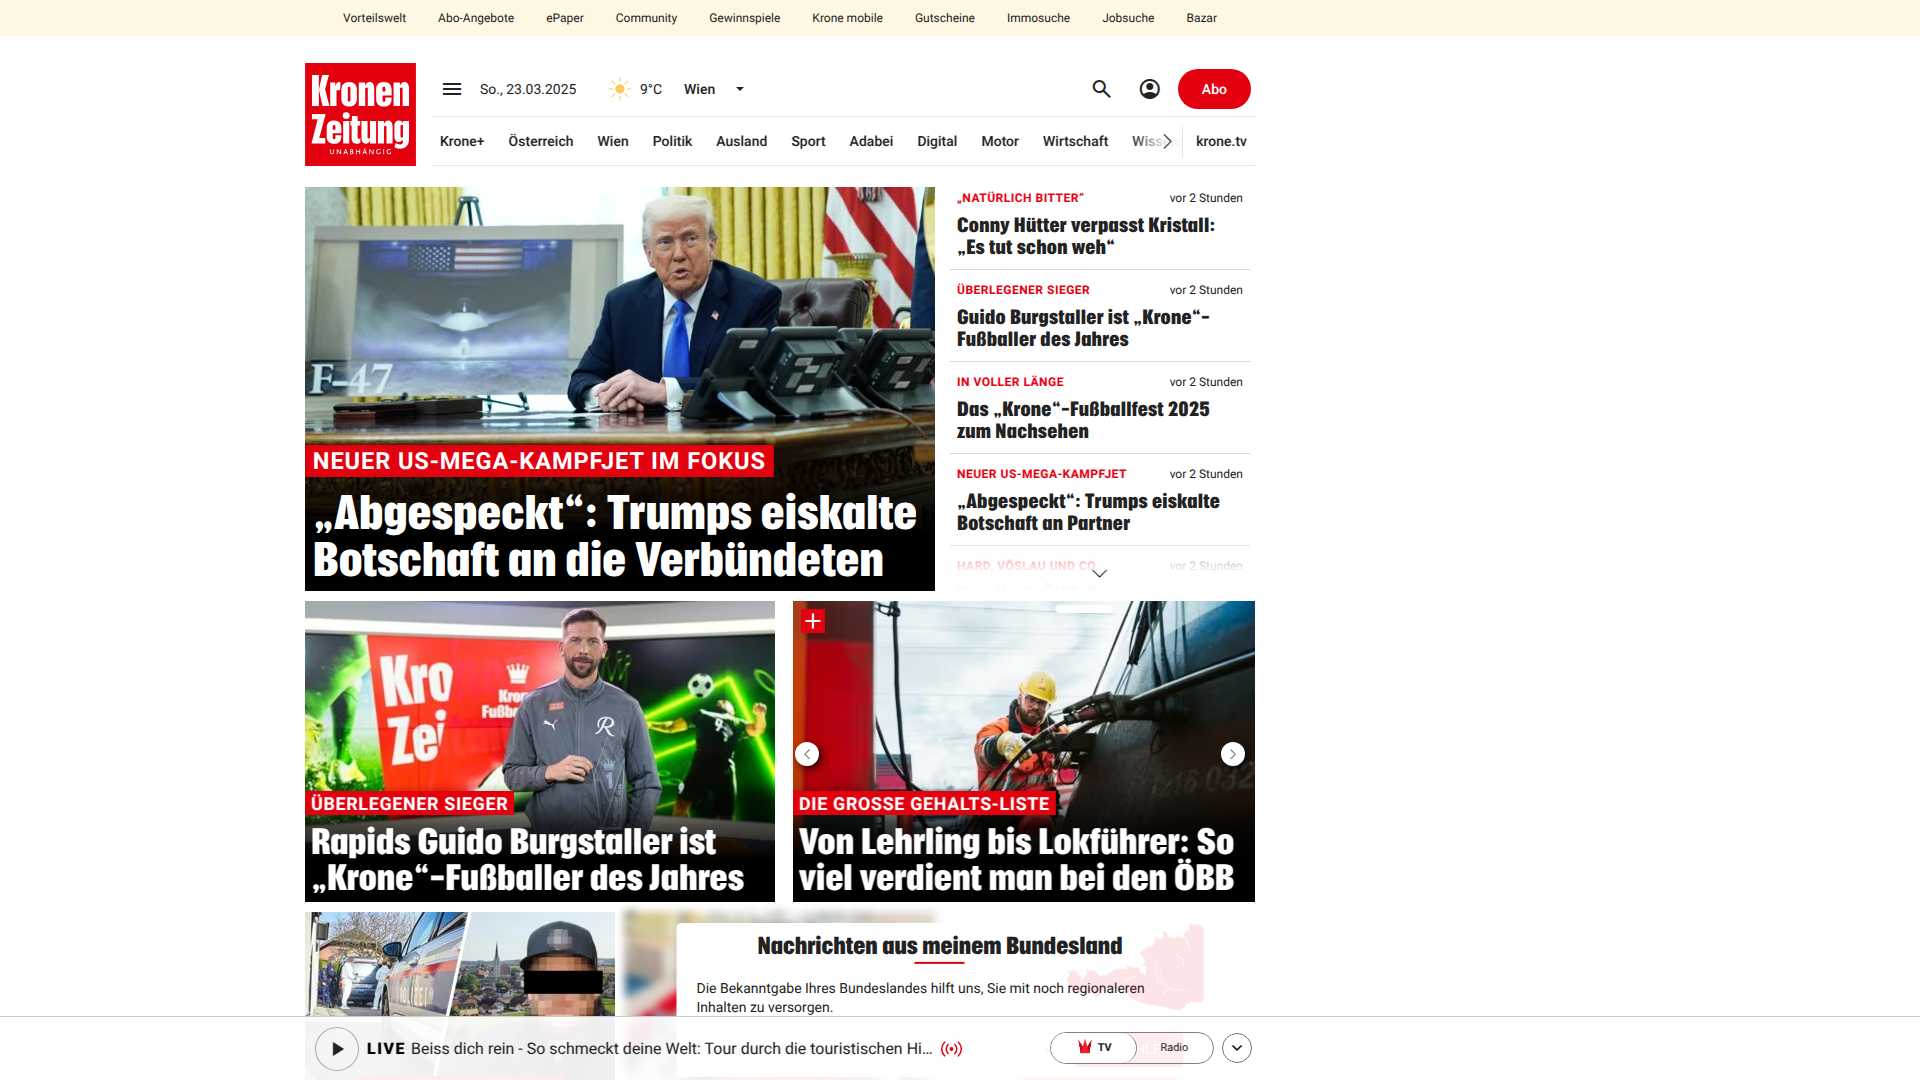 Vorteilswelt Abo-Angebote ePaper Community Gewinnspiele Krone mobile Gutscheine Immosuche Jobsuche Bazar
Kronen
Zeitung
UNABHÄNGIG
So., 23.03.2025 9°C Wien Abo
Krone+ Österreich Wien Politik Ausland Sport Adabei Digital Motor Wirtschaft krone.tv
F-47
NEUER US-MEGA-KAMPFJET IM FOKUS
„Abgespeckt“: Trumps eiskalte
Botschaft an die Verbündeten
„NATÜRLICH BITTER“ vor 2 Stunden
Conny Hütter verpasst Kristall:
„Es tut schon weh“
ÜBERLEGENER SIEGER vor 2 Stunden
Guido Burgstaller ist „Krone“-
Fußballer des Jahres
IN VOLLER LÄNGE vor 2 Stunden
Das „Krone“-Fußballfest 2025
zum Nachsehen
NEUER US-MEGA-KAMPFJET vor 2 Stunden
„Abgespeckt“: Trumps eiskalte
Botschaft an Partner
HARD, VÖSLAU UND CO. vor 2 Stunden
Kro
Zei
R
ÜBERLEGENER SIEGER
Rapids Guido Burgstaller ist
„Krone“-Fußballer des Jahres
DIE GROSSE GEHALTS-LISTE
Von Lehrling bis Lokführer: So
viel verdient man bei den ÖBB
Nachrichten aus meinem Bundesland
Die Bekanntgabe Ihres Bundeslandes hilft uns, Sie mit noch regionaleren
Inhalten zu versorgen.
LIVE Beiss dich rein - So schmeckt deine Welt: Tour durch die touristischen Hi... TV Radio